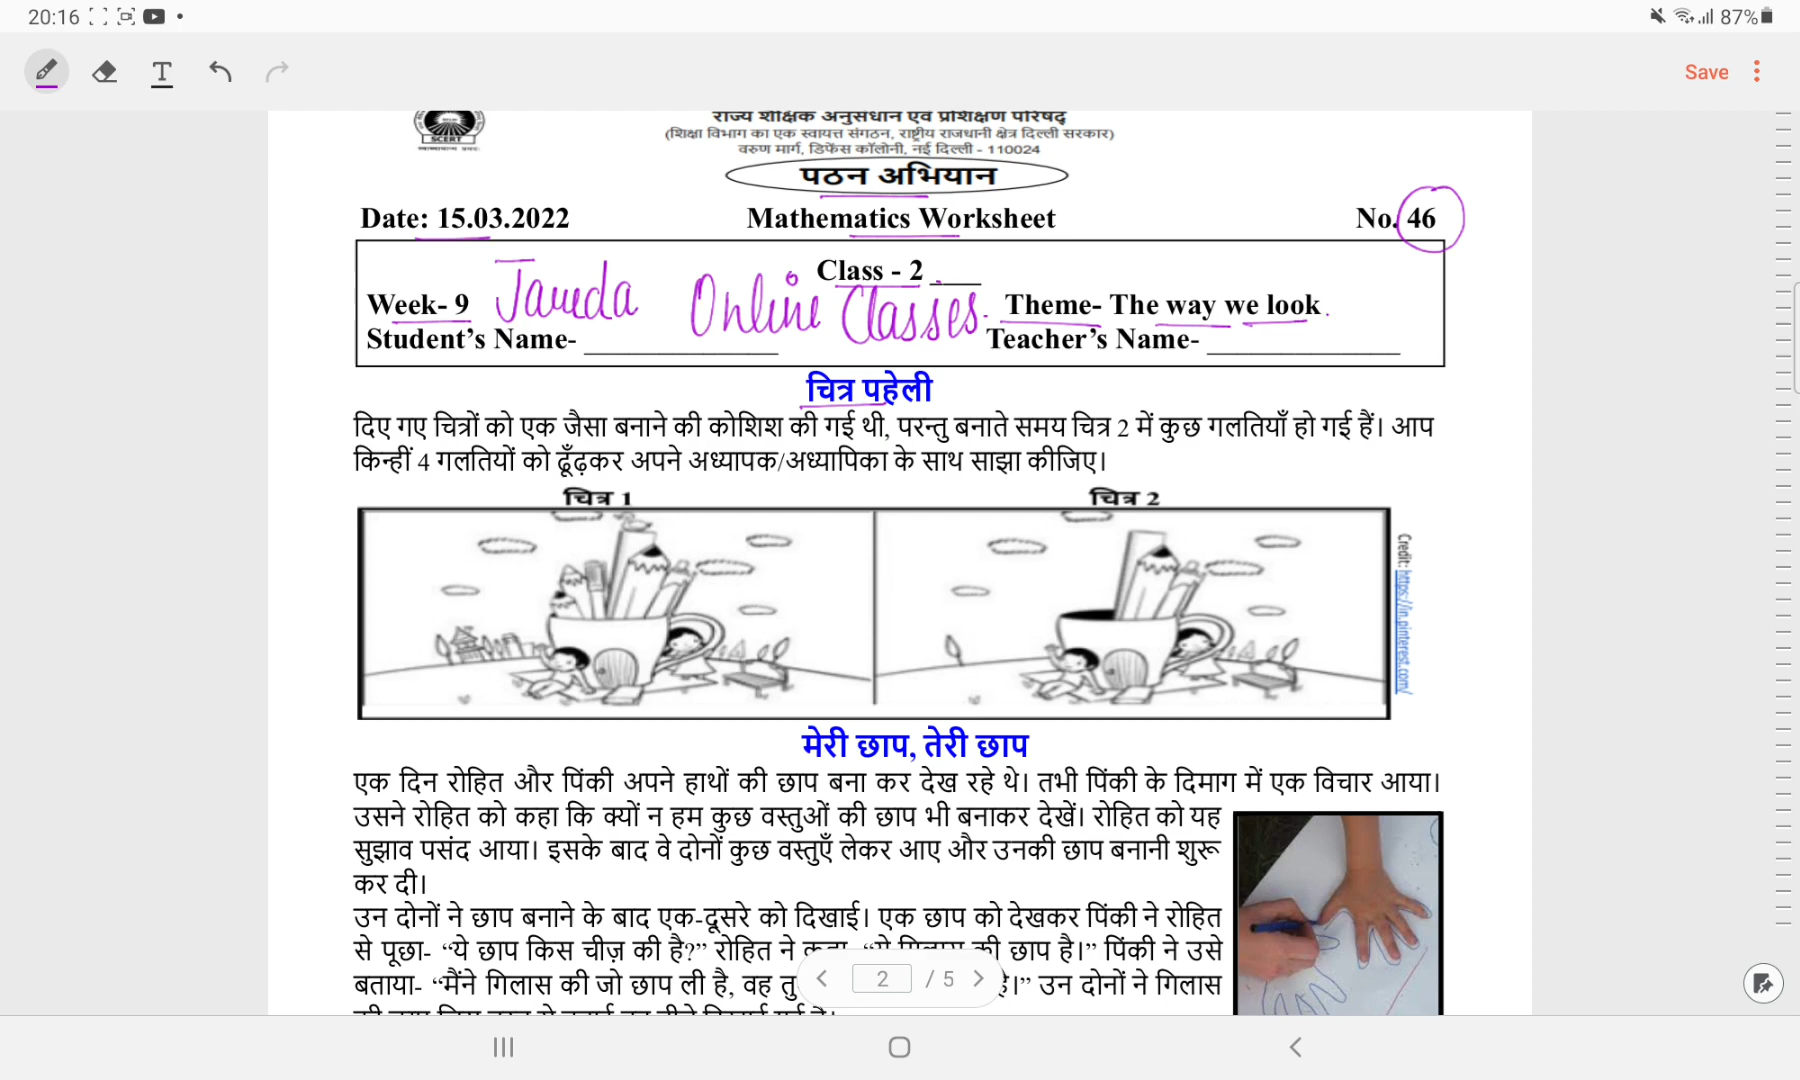 20:16
87%
Save
राज्य शैक्षिक अनुसंधान एवं प्रशिक्षण परिषद्
SCERT
(शिक्षा विभाग का एक स्वायत्त संगठन, राष्ट्रीय राजधानी क्षेत्र दिल्ली सरकार)
वरुण मार्ग, डिफेंस कॉलोनी, नई दिल्ली - 110024
पठन अभियान
Date: 15.03.2022 Mathematics Worksheet No. 46
Class - 2 ____
Week- 9 Online Classes. Theme- The way we look
Student’s Name- ______________ Teacher’s Name- ______________
चित्र पहेली
दिए गए चित्रों को एक जैसा बनाने की कोशिश की गई थी, परन्तु बनाते समय चित्र 2 में कुछ गलतियाँ हो गई हैं। आप
किन्हीं 4 गलतियों को ढूँढ़कर अपने अध्यापक/अध्यापिका के साथ साझा कीजिए।
चित्र 1 चित्र 2
Credit: https://in.pinterest.com/
मेरी छाप, तेरी छाप
एक दिन रोहित और पिंकी अपने हाथों की छाप बना कर देख रहे थे। तभी पिंकी के दिमाग में एक विचार आया।
उसने रोहित को कहा कि क्यों न हम कुछ वस्तुओं की छाप भी बनाकर देखें। रोहित को यह
सुझाव पसंद आया। इसके बाद वे दोनों कुछ वस्तुएँ लेकर आए और उनकी छाप बनानी शुरू
कर दी।
उन दोनों ने छाप बनाने के बाद एक-दूसरे को दिखाई। एक छाप को देखकर पिंकी ने रोहित
से पूछा- “ये छाप किस चीज़ की है?” रोहित ने की छाप है।” पिंकी ने उसे
बताया- “मैंने गिलास की जो छाप ली है, वह है।” उन दोनों ने गिलास
2 / 5